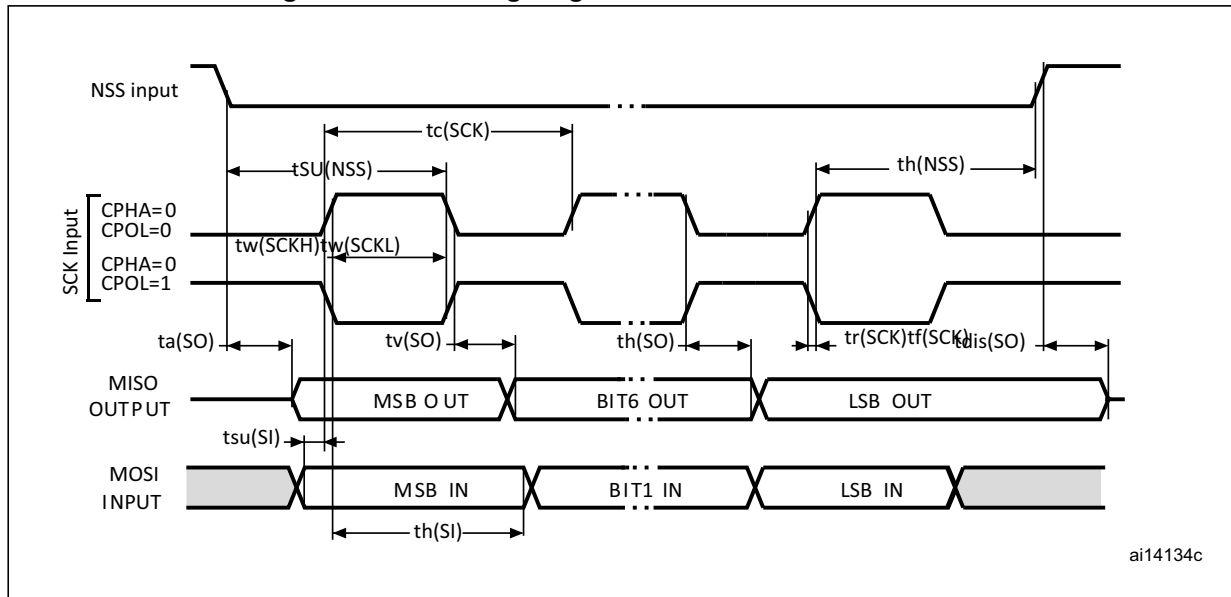 NSS input
tc(SCK)
tSU(NSS)
th(NSS)
SCK Input
CPHA=0
CPOL=0
tw(SCKH)
tw(SCKL)
CPHA=0
CPOL=1
ta(SO)
tv(SO)
th(SO)
tr(SCK)
tf(SCK)
tdis(SO)
MISO
OUTPUT
MSB OUT
BIT6 OUT
LSB OUT
tsu(SI)
MOSI
INPUT
MSB IN
BIT1 IN
LSB IN
th(SI)
ai14134c